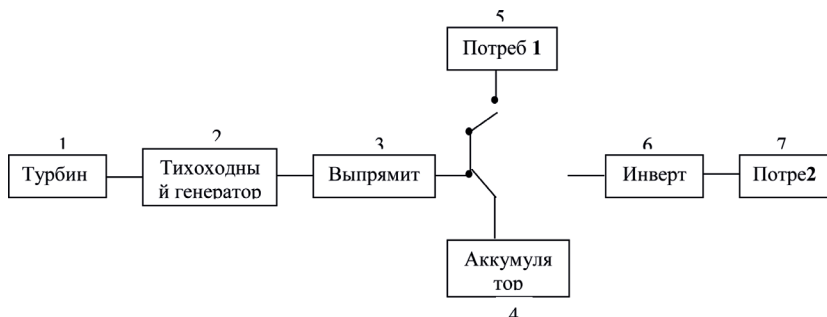 5
Потреб 1
1
2
3
6
7
Турбин
Тихоходны
й генератор
Выпрямит
Инверт
Потре2
Аккумуля
тор
4